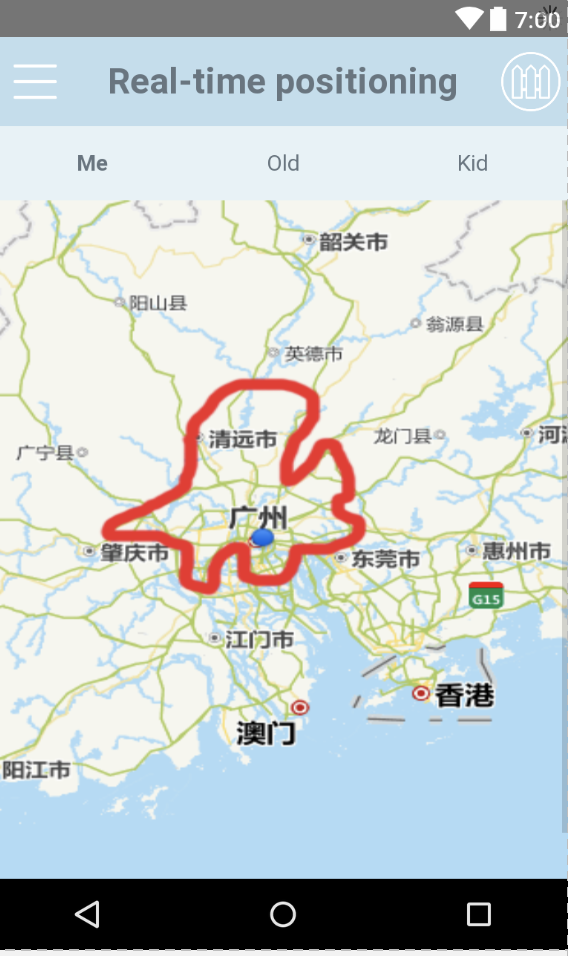 7:00
Real-time positioning
Me
Old
Kid
韶关市
阳山县
翁源县
英德市
清远市
龙门县
河
广宁县
广州
肇庆市
东莞市
惠州市
G15
江门市
香港
澳门
阳江市